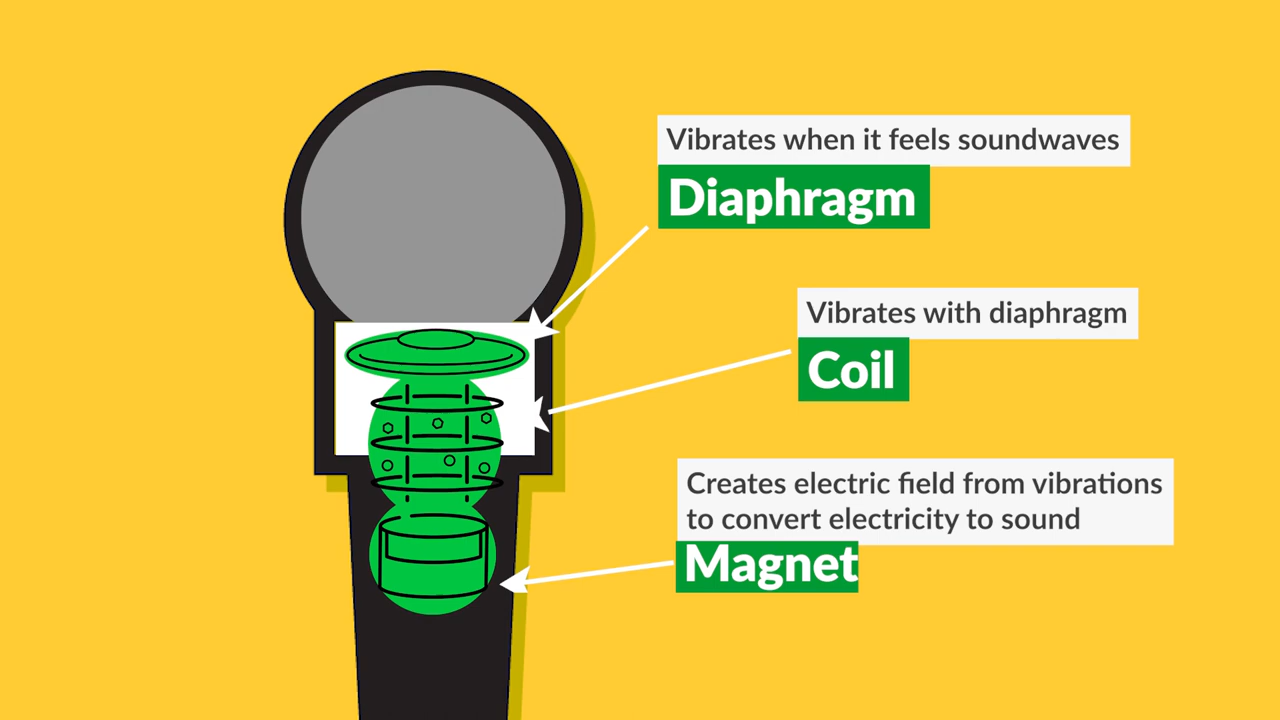 Vibrates when it feels soundwaves
Diaphragm
Vibrates with diaphragm
Coil
Creates electric field from vibrations
to convert electricity to sound
Magnet